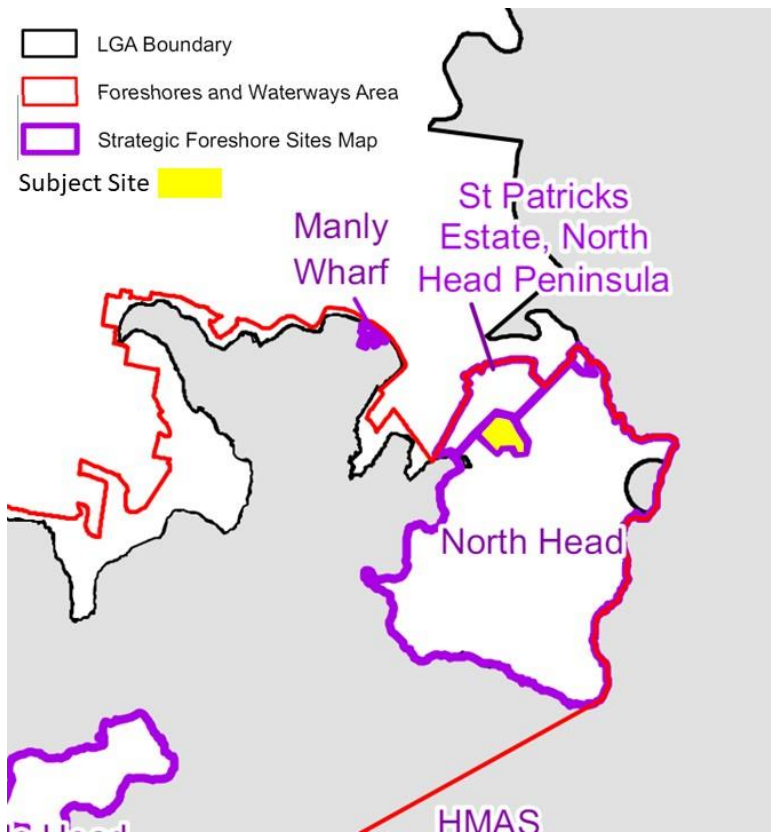 LGA Boundary
Foreshores and Waterways Area
Strategic Foreshore Sites Map
Subject Site
St Patricks
Estate, North
Head Peninsula
Manly
Wharf
North Head
Head
HMAS